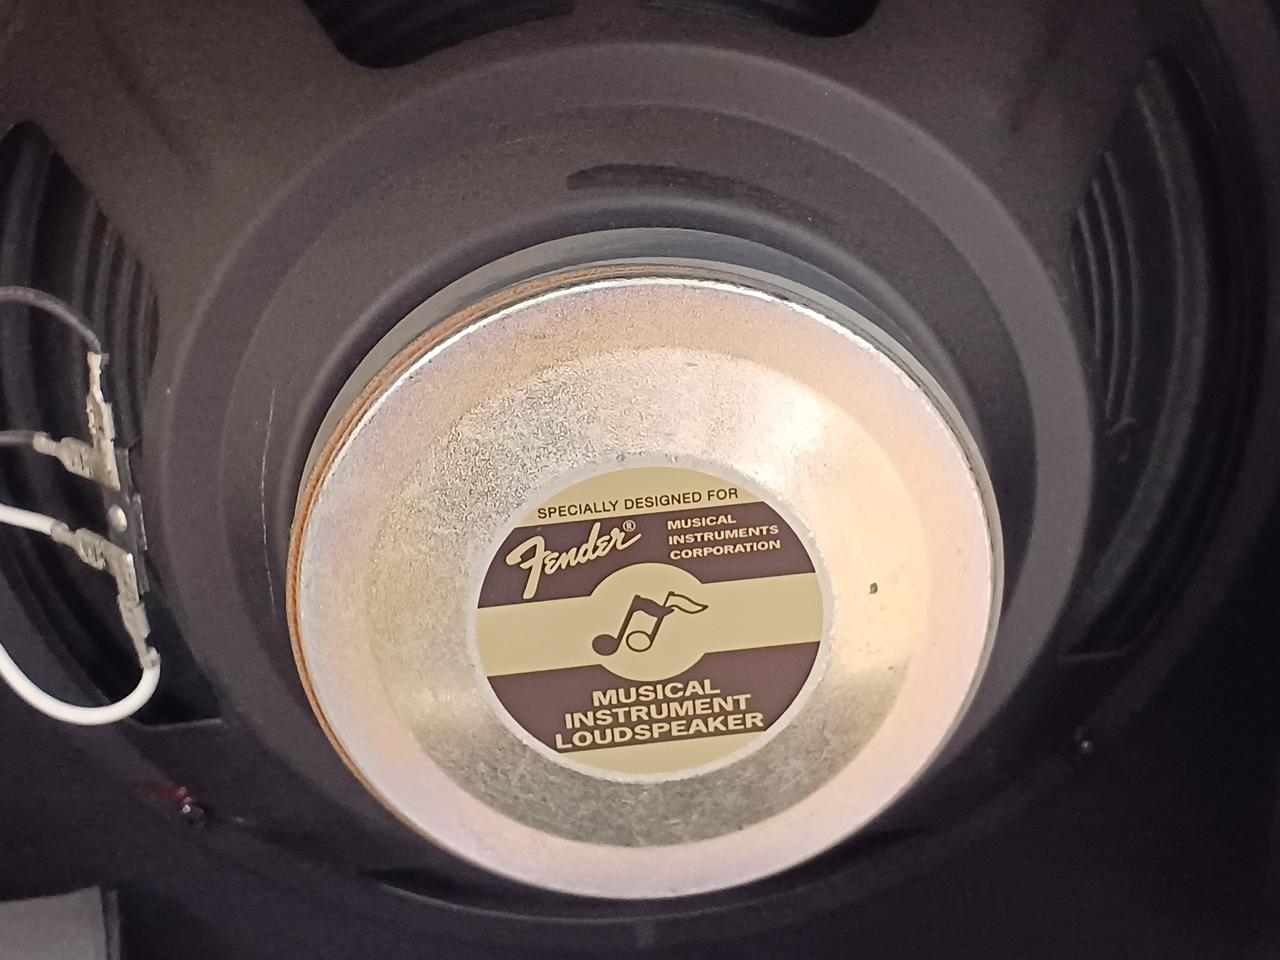 SPECIALLY DESIGNED FOR
Fender®
MUSICAL
INSTRUMENTS
CORPORATION
MUSICAL
INSTRUMENT
LOUDSPEAKER